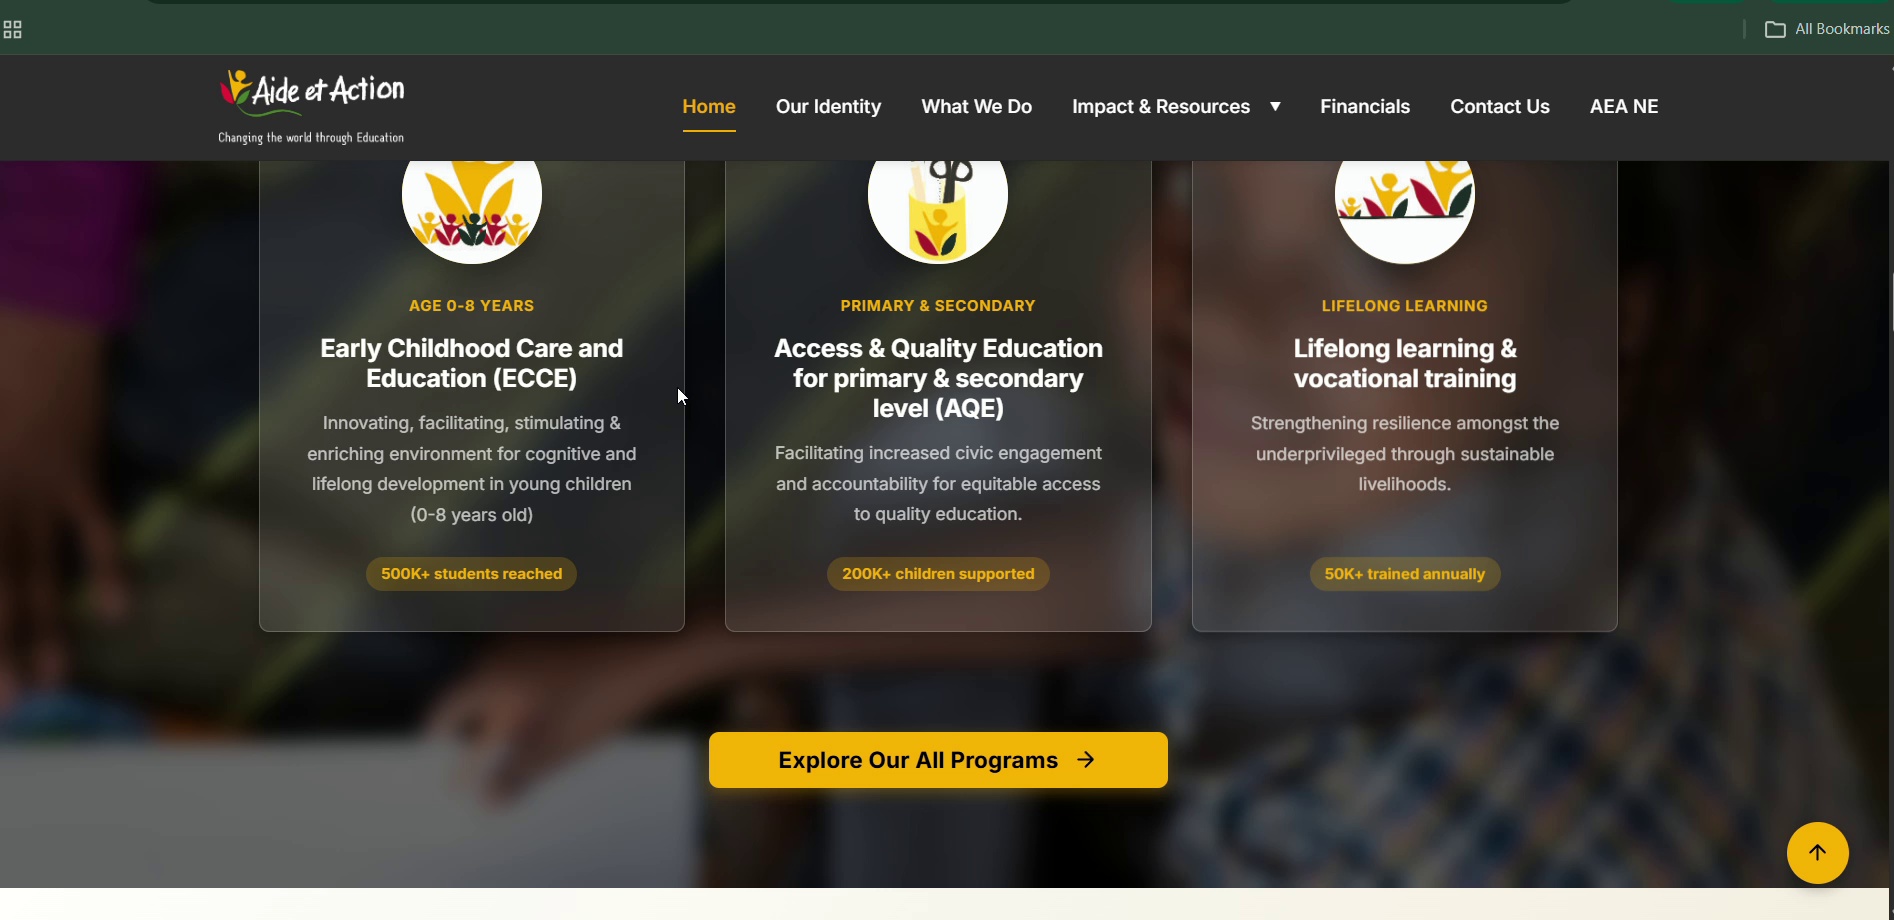 All Bookmarks
Aide et Action
Changing the world through Education
Home
Our Identity
What We Do
Impact & Resources ▼
Financials
Contact Us
AEA NE
AGE 0-8 YEARS
Early Childhood Care and
Education (ECCE)
Innovating, facilitating, stimulating &
enriching environment for cognitive and
lifelong development in young children
(0-8 years old)
500K+ students reached
PRIMARY & SECONDARY
Access & Quality Education
for primary & secondary
level (AQE)
Facilitating increased civic engagement
and accountability for equitable access
to quality education.
200K+ children supported
LIFELONG LEARNING
Lifelong learning &
vocational training
Strengthening resilience amongst the
underprivileged through sustainable
livelihoods.
50K+ trained annually
Explore Our All Programs →